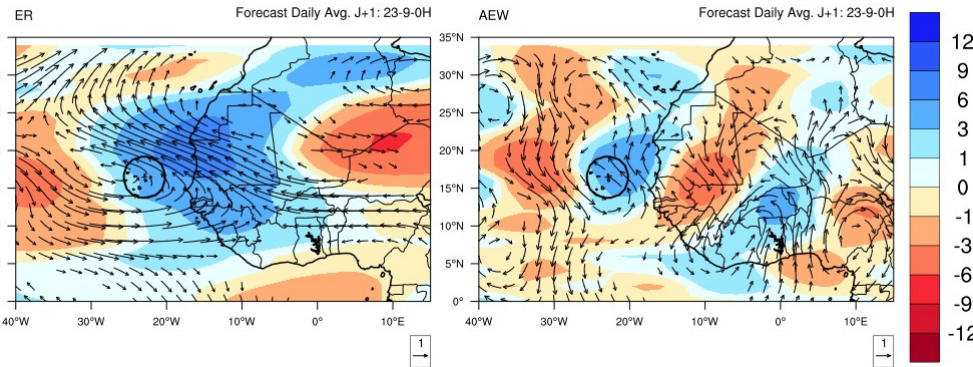 ER
Forecast Daily Avg. J+1: 23-9-0H
AEW
Forecast Daily Avg. J+1: 23-9-0H
35°N
30°N
25°N
20°N
15°N
10°N
5°N
0°
40°W 30°W 20°W 10°W 0° 10°E
40°W 30°W 20°W 10°W 0° 10°E
1
1
12
9
6
3
1
0
-1
-3
-6
-9
-12